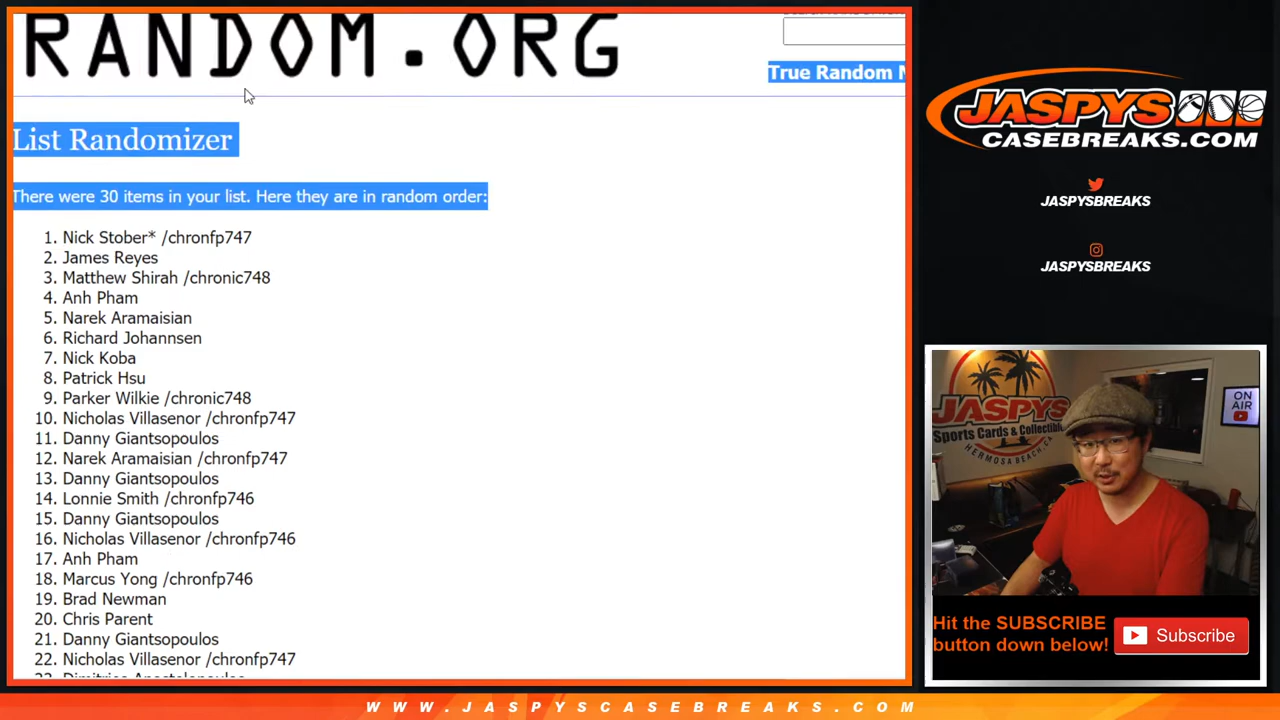 RANDOM.ORG
True Random
List Randomizer
There were 30 items in your list. Here they are in random order:
1. Nick Stober* /chronfp747
2. James Reyes
3. Matthew Shirah /chronic748
4. Anh Pham
5. Narek Aramaisian
6. Richard Johannsen
7. Nick Koba
8. Patrick Hsu
9. Parker Wilkie /chronic748
10. Nicholas Villasenor /chronfp747
11. Danny Giantsopoulos
12. Narek Aramaisian /chronfp747
13. Danny Giantsopoulos
14. Lonnie Smith /chronfp746
15. Danny Giantsopoulos
16. Nicholas Villasenor /chronfp746
17. Anh Pham
18. Marcus Yong /chronfp746
19. Brad Newman
20. Chris Parent
21. Danny Giantsopoulos
22. Nicholas Villasenor /chronfp747
JASPYS
CASEBREAKS.COM
JASPYSBREAKS
JASPYSBREAKS
JASPYS
Sports Cards & Collectibles
HERMOSA BEACH, CA
ON
AIR
Hit the SUBSCRIBE
button down below!
Subscribe
WWW.JASPYSCASEBREAKS.COM